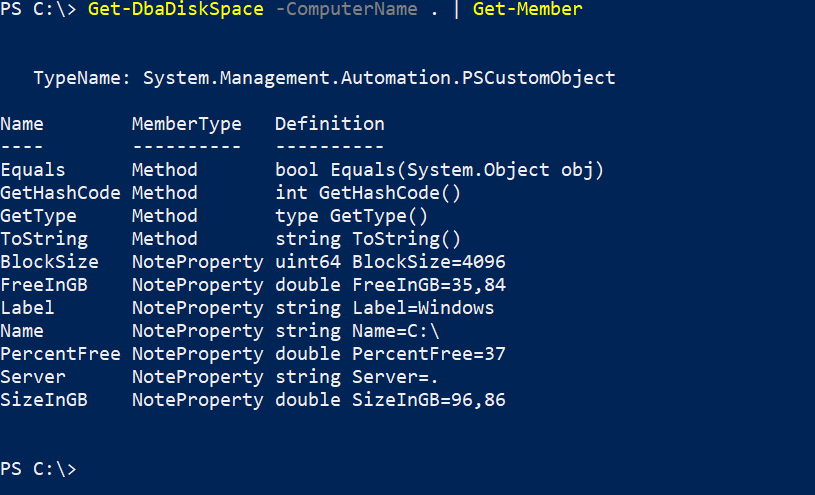 PS C:\> Get-DbaDiskSpace -ComputerName . | Get-Member
TypeName: System.Management.Automation.PSCustomObject
Name MemberType Definition
---- ---------- ----------
Equals Method bool Equals(System.Object obj)
GetHashCode Method int GetHashCode()
GetType Method type GetType()
ToString Method string ToString()
BlockSize NoteProperty uint64 BlockSize=4096
FreeInGB NoteProperty double FreeInGB=35,84
Label NoteProperty string Label=Windows
Name NoteProperty string Name=C:\
PercentFree NoteProperty double PercentFree=37
Server NoteProperty string Server=.
SizeInGB NoteProperty double SizeInGB=96,86
PS C:\>